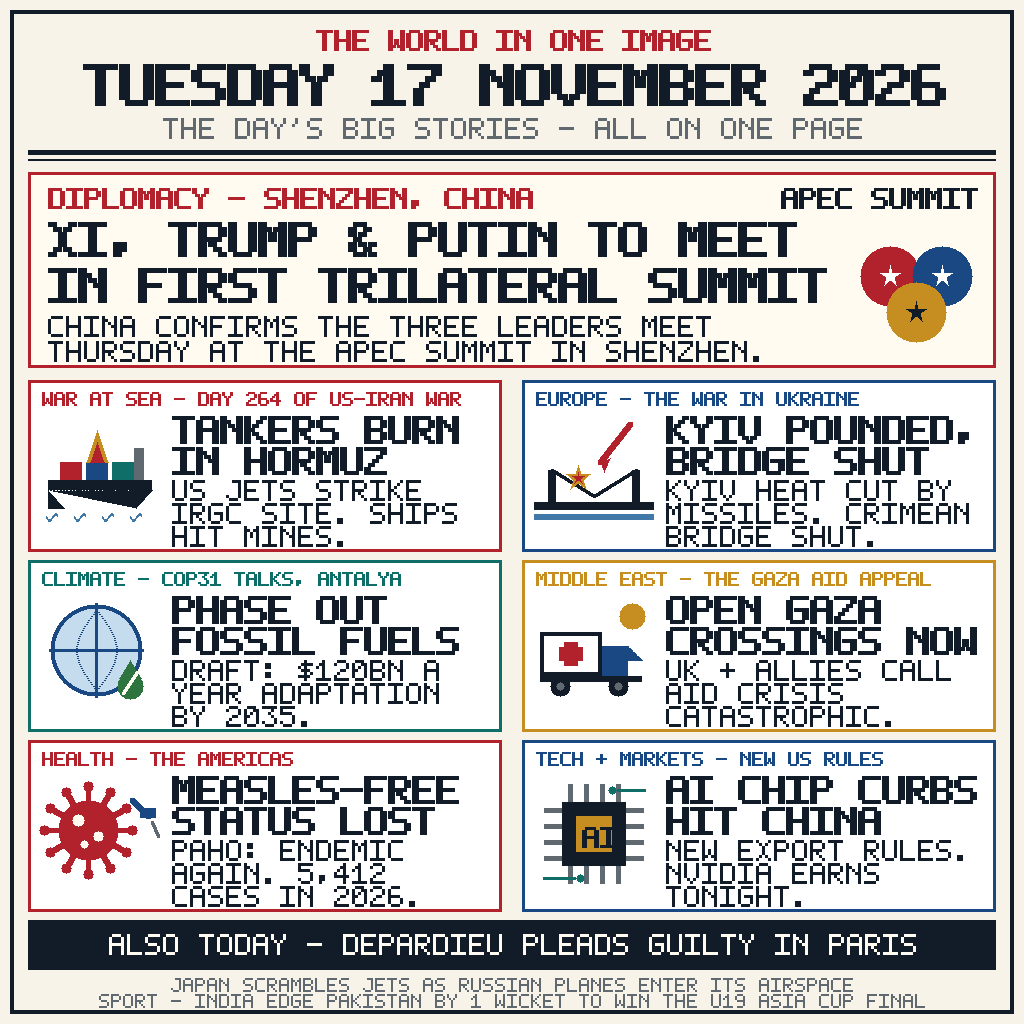 THE WORLD IN ONE IMAGE
TUESDAY 17 NOVEMBER 2026
THE DAY'S BIG STORIES - ALL ON ONE PAGE
DIPLOMACY - SHENZHEN, CHINA
APEC SUMMIT
XI, TRUMP & PUTIN TO MEET
IN FIRST TRILATERAL SUMMIT
CHINA CONFIRMS THE THREE LEADERS MEET
THURSDAY AT THE APEC SUMMIT IN SHENZHEN.
WAR AT SEA - DAY 264 OF US-IRAN WAR
TANKERS BURN
IN HORMUZ
US JETS STRIKE
IRGC SITE. SHIPS
HIT MINES.
EUROPE - THE WAR IN UKRAINE
KYIV POUNDED,
BRIDGE SHUT
KYIV HEAT CUT BY
MISSILES. CRIMEAN
BRIDGE SHUT.
CLIMATE - COP31 TALKS, ANTALYA
PHASE OUT
FOSSIL FUELS
DRAFT: $120BN A
YEAR ADAPTATION
BY 2035.
MIDDLE EAST - THE GAZA AID APPEAL
OPEN GAZA
CROSSINGS NOW
UK + ALLIES CALL
AID CRISIS
CATASTROPHIC.
HEALTH - THE AMERICAS
MEASLES-FREE
STATUS LOST
PAHO: ENDEMIC
AGAIN. 5,412
CASES IN 2026.
TECH + MARKETS - NEW US RULES
AI
AI CHIP CURBS
HIT CHINA
NEW EXPORT RULES.
NVIDIA EARNS
TONIGHT.
ALSO TODAY - DEPARDIEU PLEADS GUILTY IN PARIS
JAPAN SCRAMBLES JETS AS RUSSIAN PLANES ENTER ITS AIRSPACE
SPORT - INDIA EDGE PAKISTAN BY 1 WICKET TO WIN THE U19 ASIA CUP FINAL